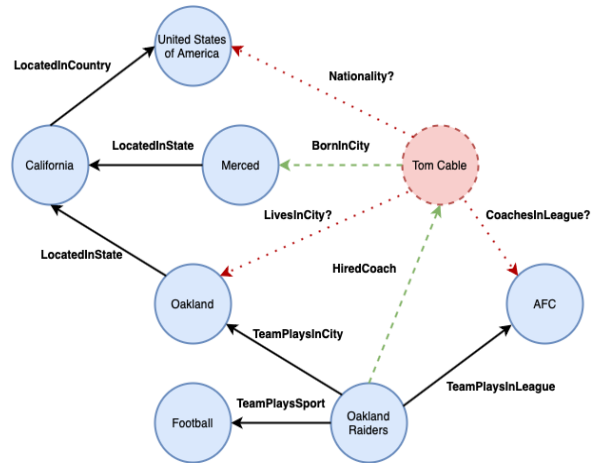 United States
of America
LocatedInCountry
Nationality?
LocatedInState
BornInCity
California
Merced
Tom Cable
LivesInCity?
CoachesInLeague?
LocatedInState
HiredCoach
Oakland
AFC
TeamPlaysInCity
TeamPlaysInLeague
TeamPlaysSport
Football
Oakland
Raiders